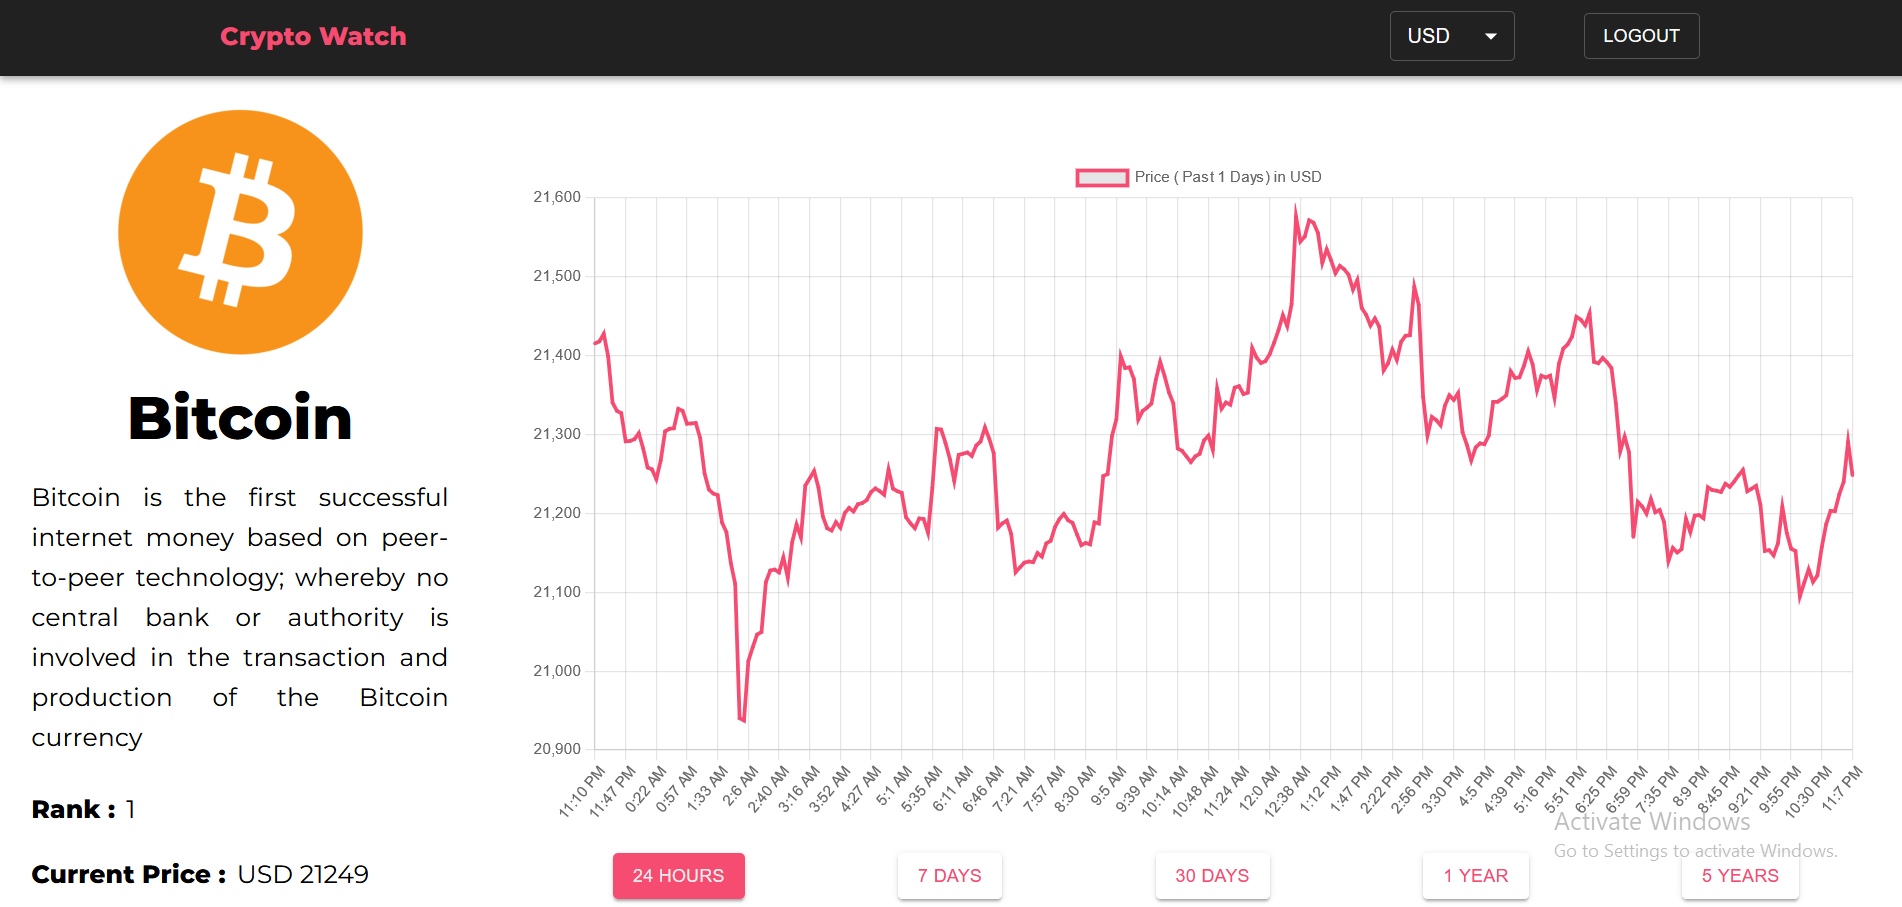 Crypto Watch
USD
LOGOUT
Bitcoin
Bitcoin is the first successful
internet money based on peer-
to-peer technology; whereby no
central bank or authority is
involved in the transaction and
production of the Bitcoin
currency
Rank : 1
Current Price : USD 21249
Price ( Past 1 Days) in USD
21,600
21,500
21,400
21,300
21,200
21,100
21,000
20,900
11:10 PM
11:47 PM
0:22 AM
0:57 AM
1:33 AM
2:6 AM
2:40 AM
3:16 AM
3:52 AM
4:27 AM
5:1 AM
5:35 AM
6:11 AM
6:46 AM
7:21 AM
7:57 AM
8:30 AM
9:5 AM
9:39 AM
10:14 AM
10:48 AM
11:24 AM
12:0 AM
12:38 AM
1:12 PM
1:47 PM
2:22 PM
2:56 PM
3:30 PM
4:5 PM
4:39 PM
5:16 PM
5:51 PM
6:25 PM
6:59 PM
7:35 PM
8:9 PM
8:45 PM
9:21 PM
9:55 PM
10:30 PM
11:7 PM
Activate Windows
Go to Settings to activate Windows.
24 HOURS
7 DAYS
30 DAYS
1 YEAR
5 YEARS